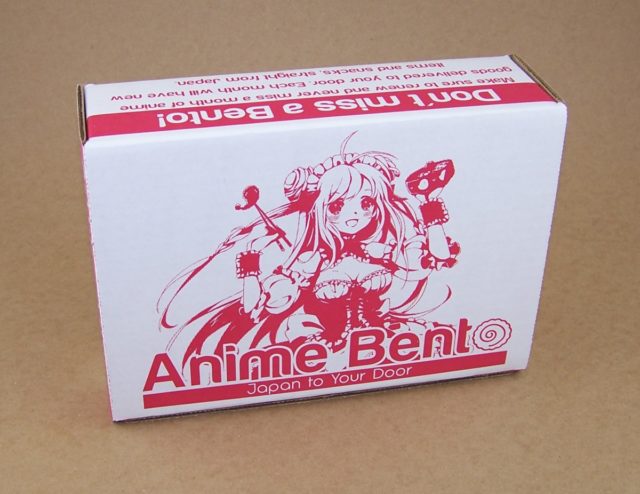 Don't miss a Bento!
Make sure to renew and never miss a month of anime
goods delivered to your door. Each month will have new
items and snacks, straight from Japan.
Anime Bento
Japan to Your Door